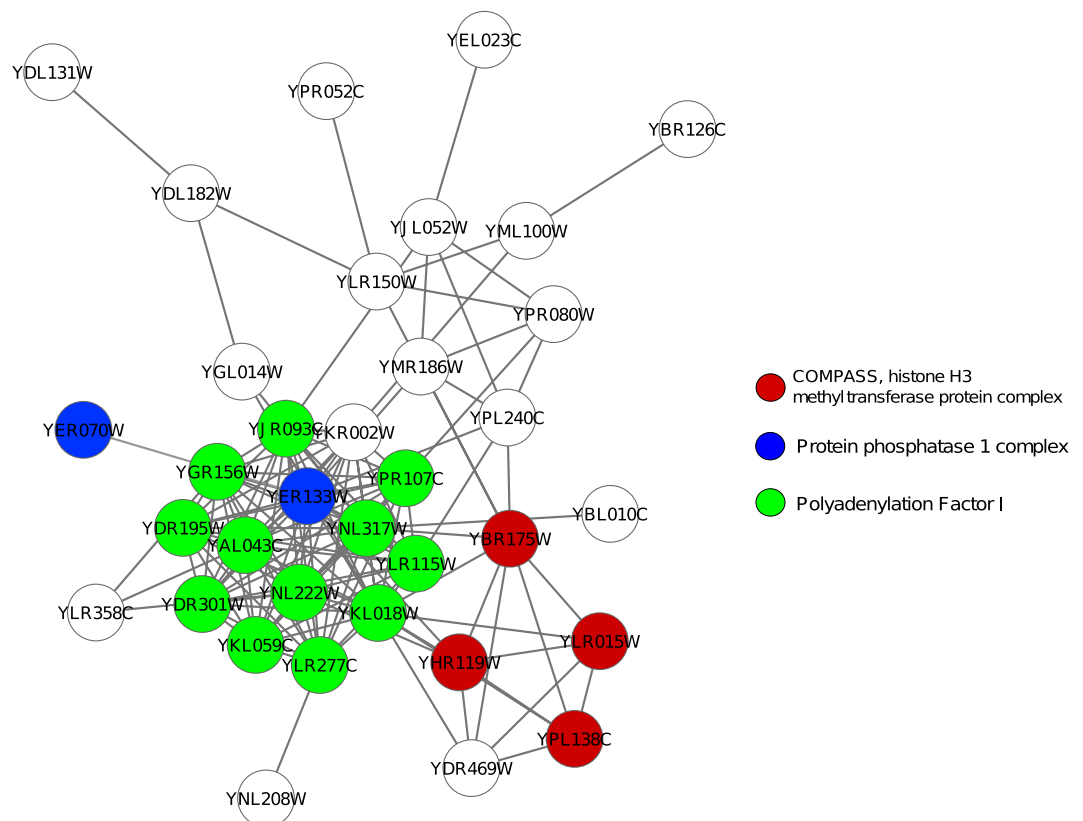 YEL023C
YDL131W
YPR052C
YBR126C
YDL182W
YJL052W
YML100W
YLR150W
YPR080W
YMR186W
YGL014W
COMPASS, histone H3
methyltransferase protein complex
YPL240C
YER070W
YJR093C
YKR002W
Protein phosphatase 1 complex
YGR156W
YPR107C
YER133W
Polyadenylation Factor I
YBL010C
YDR195W
YNL317W
YBR175W
YAL043C
YLR115W
YNL222W
YDR301W
YLR358C
YKL018W
YKL059C
YLR015W
YLR277C
YHR119W
YPL138C
YDR469W
YNL208W